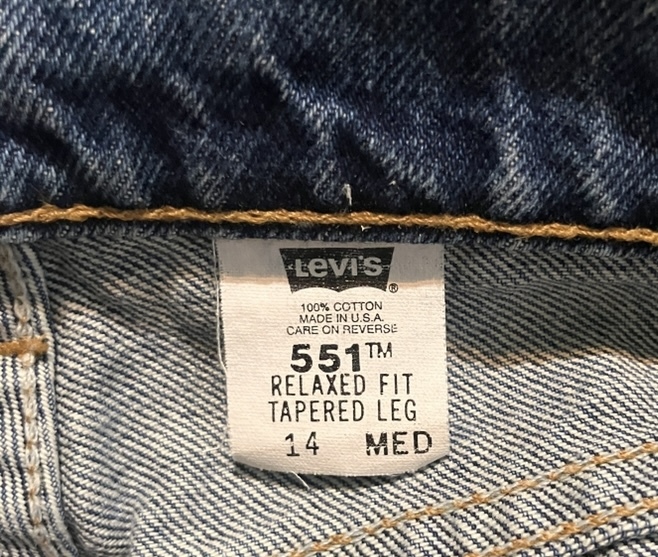 LEVI'S ®
100% COTTON
MADE IN U.S.A.
CARE ON REVERSE
551™
RELAXED FIT
TAPERED LEG
14 MED